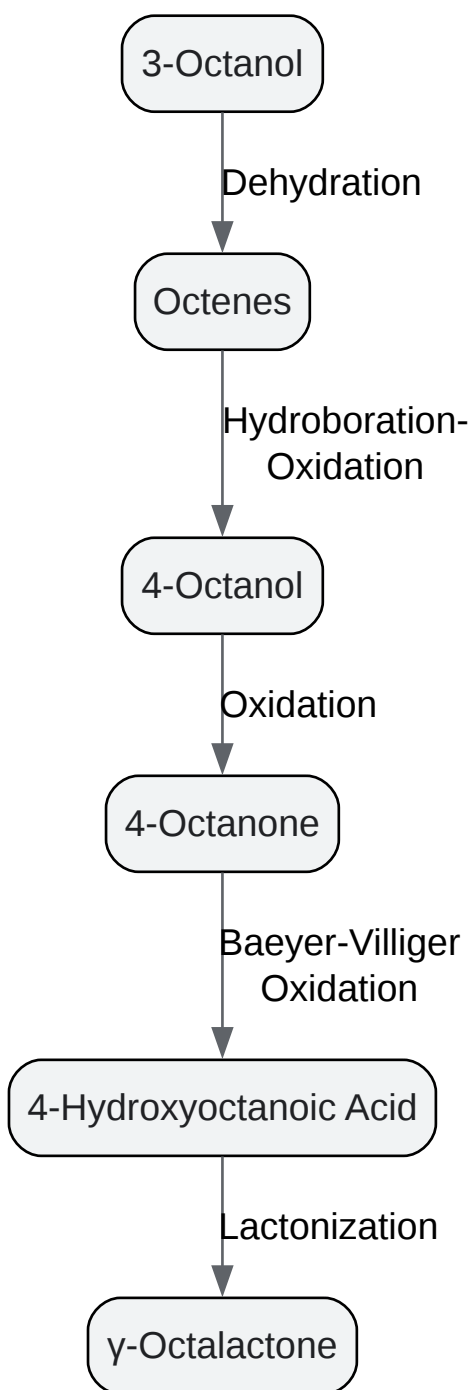 3-Octanol
Dehydration
Octenes
Hydroboration-
Oxidation
4-Octanol
Oxidation
4-Octanone
Baeyer-Villiger
Oxidation
4-Hydroxyoctanoic Acid
Lactonization
γ-Octalactone